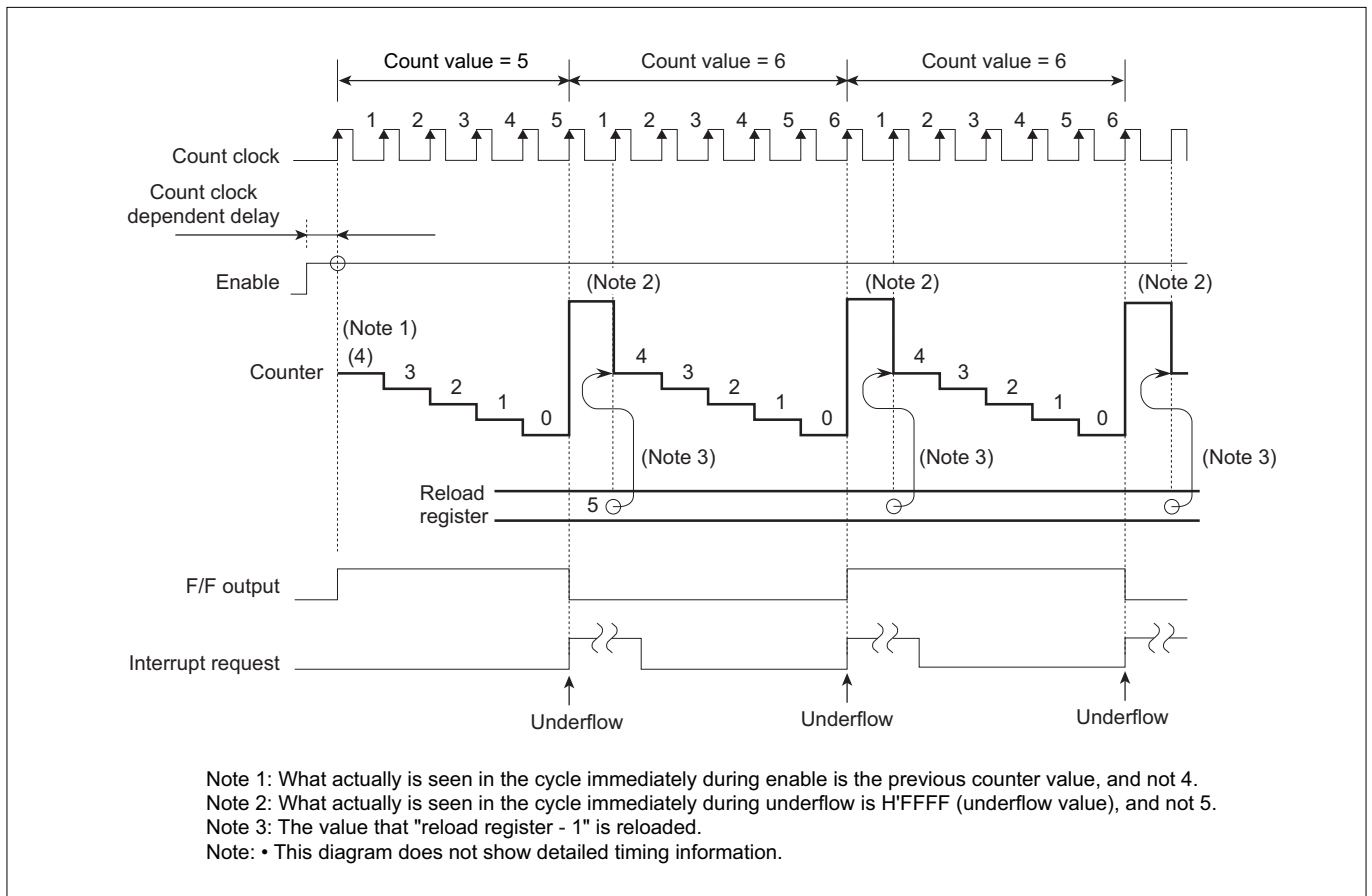 Count value = 5 Count value = 6 Count value = 6
1 2 3 4 5 1 2 3 4 5 6 1 2 3 4 5 6
Count clock
Count clock
dependent delay
Enable
(Note 2) (Note 2) (Note 2)
(Note 1)
(4) 3 2 1 0 4 3 2 1 0 4 3 2 1 0
Counter
(Note 3) (Note 3) (Note 3)
Reload
register
5
F/F output
Interrupt request
Underflow Underflow Underflow
Note 1: What actually is seen in the cycle immediately during enable is the previous counter value, and not 4.
Note 2: What actually is seen in the cycle immediately during underflow is H'FFFF (underflow value), and not 5.
Note 3: The value that "reload register - 1" is reloaded.
Note: • This diagram does not show detailed timing information.